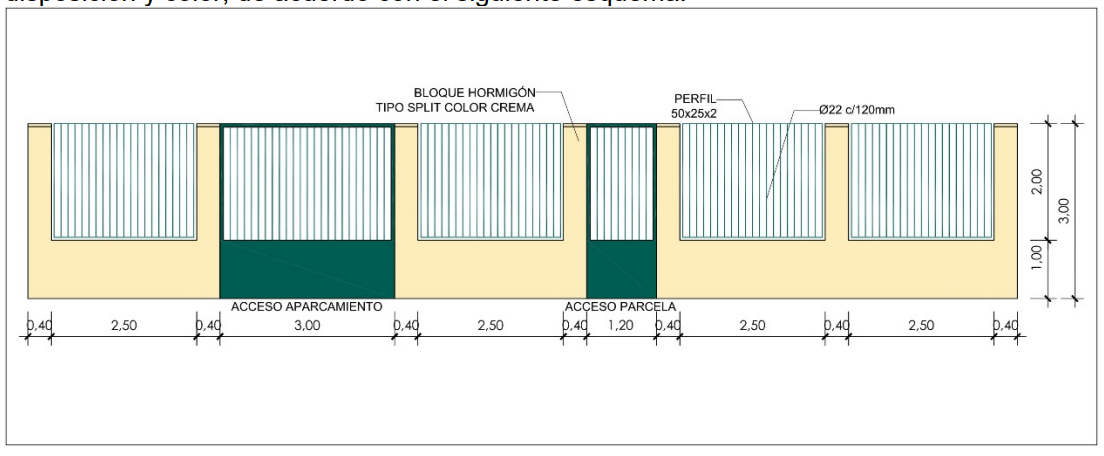 disposición y color, de acuerdo con el siguiente esquema:
BLOQUE HORMIGÓN
TIPO SPLIT COLOR CREMA
PERFIL
50x25x2
Ø22 c/120mm
2,00
3,00
1,00
ACCESO APARCAMIENTO
ACCESO PARCELA
0,40 2,50 0,40 3,00 0,40 2,50 0,40 1,20 0,40 2,50 0,40 2,50 0,40